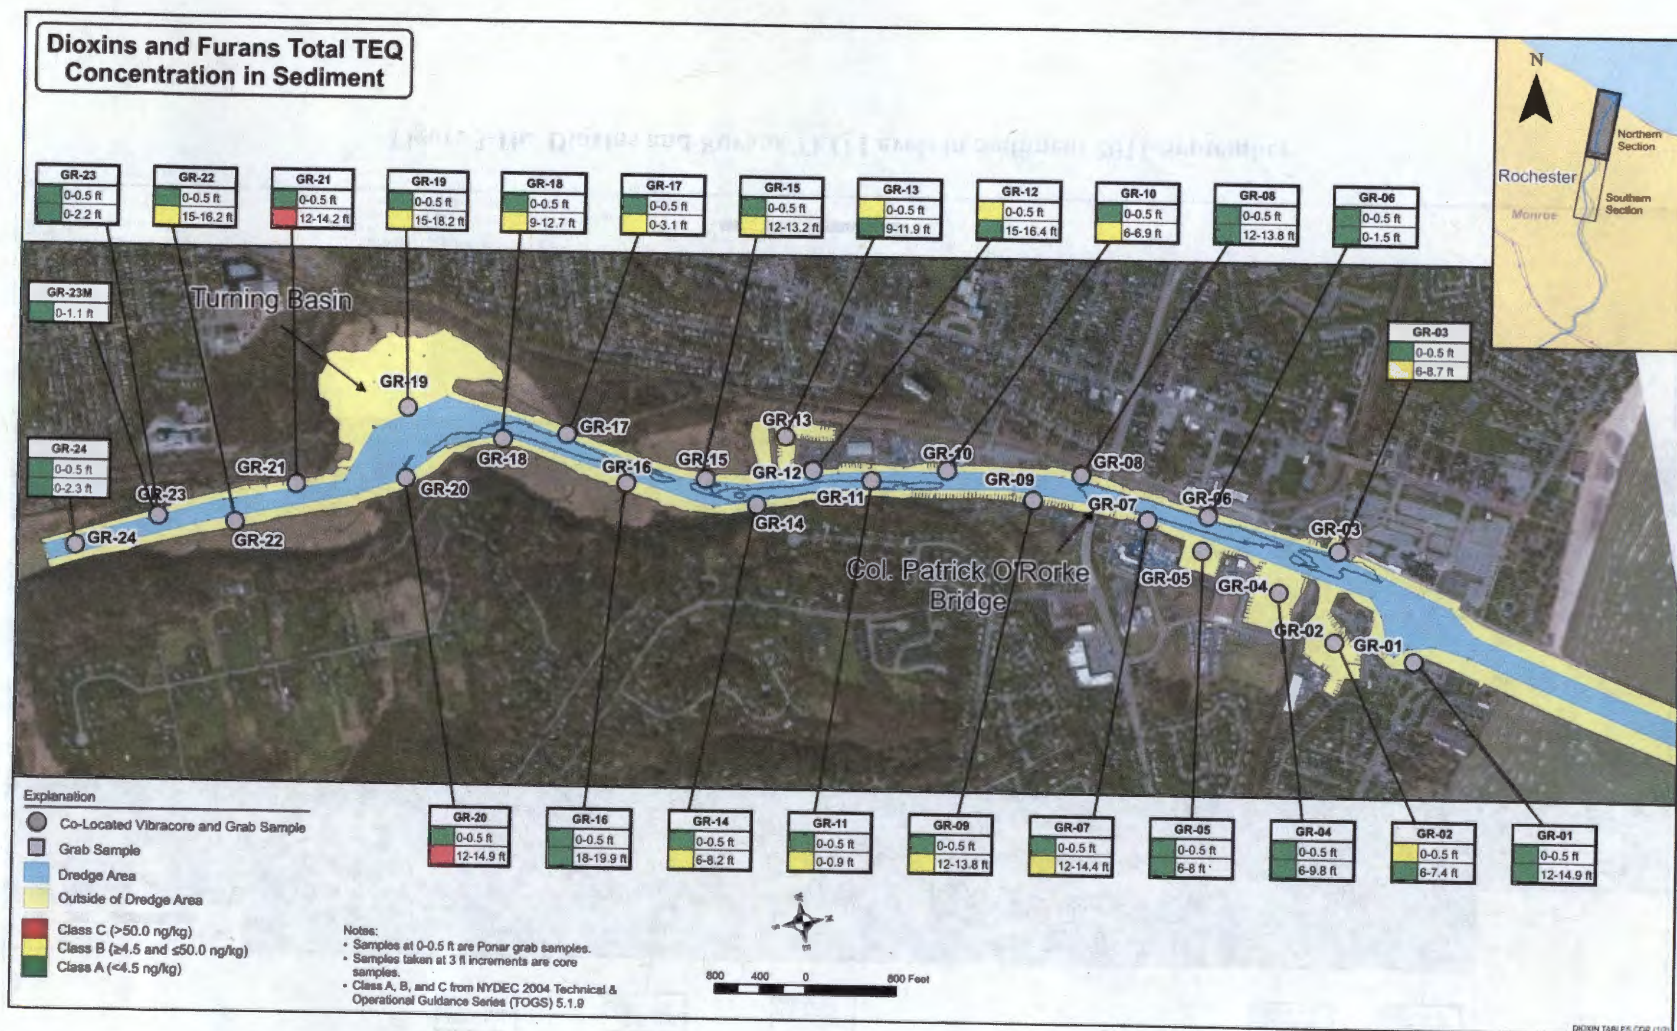 Dioxins and Furans Total TEQ
Concentration in Sediment
N
Northern
Section
Rochester
Southern
Section
Monroe
GR-23
0-0.5 ft
0-2.2 ft
GR-22
0-0.5 ft
15-16.2 ft
GR-21
0-0.5 ft
12-14.2 ft
GR-19
0-0.5 ft
15-18.2 ft
GR-18
0-0.5 ft
9-12.7 ft
GR-17
0-0.5 ft
0-3.1 ft
GR-15
0-0.5 ft
12-13.2 ft
GR-13
0-0.5 ft
9-11.9 ft
GR-12
0-0.5 ft
15-16.4 ft
GR-10
0-0.5 ft
6-6.9 ft
GR-08
0-0.5 ft
12-13.8 ft
GR-06
0-0.5 ft
0-1.5 ft
GR-23M
0-1.1 ft
GR-03
0-0.5 ft
6-8.7 ft
GR-24
0-0.5 ft
0-2.3 ft
Turning Basin
GR-19
GR-17
GR-13
GR-18
GR-21
GR-20
GR-16
GR-15
GR-12
GR-10
GR-08
GR-11
GR-09
GR-14
GR-07
GR-06
GR-23
GR-24
GR-22
GR-03
GR-05
GR-04
GR-02
GR-01
Col. Patrick O'Rorke
Bridge
GR-20
0-0.5 ft
12-14.9 ft
GR-16
0-0.5 ft
18-19.9 ft
GR-14
0-0.5 ft
6-8.2 ft
GR-11
0-0.5 ft
0-0.9 ft
GR-09
0-0.5 ft
12-13.8 ft
GR-07
0-0.5 ft
12-14.4 ft
GR-05
0-0.5 ft
6-8 ft
GR-04
0-0.5 ft
6-9.8 ft
GR-02
0-0.5 ft
6-7.4 ft
GR-01
0-0.5 ft
12-14.9 ft
Explanation
Co-Located Vibracore and Grab Sample
Grab Sample
Dredge Area
Outside of Dredge Area
Class C (>50.0 ng/kg)
Class B (≥4.5 and ≤50.0 ng/kg)
Class A (<4.5 ng/kg)
Notes:
• Samples at 0-0.5 ft are Ponar grab samples.
• Samples taken at 3 ft increments are core
samples.
• Class A, B, and C from NYDEC 2004 Technical &
Operational Guidance Series (TOGS) 5.1.9
800 400 0 800 Feet